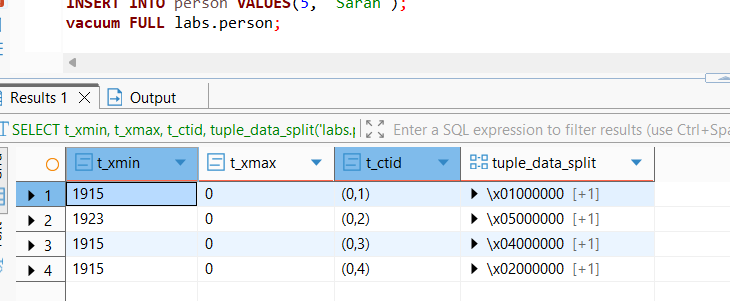 INSERT INTO person VALUES(5, 'Sarah');
vacuum FULL labs.person;
Results 1 Output
SELECT t_xmin, t_xmax, t_ctid, tuple_data_split('labs.p Enter a SQL expression to filter results (use Ctrl+Spa
t_xmin t_xmax t_ctid tuple_data_split
1 1915 0 (0,1) \x01000000 [+1]
2 1923 0 (0,2) \x05000000 [+1]
3 1915 0 (0,3) \x04000000 [+1]
4 1915 0 (0,4) \x02000000 [+1]